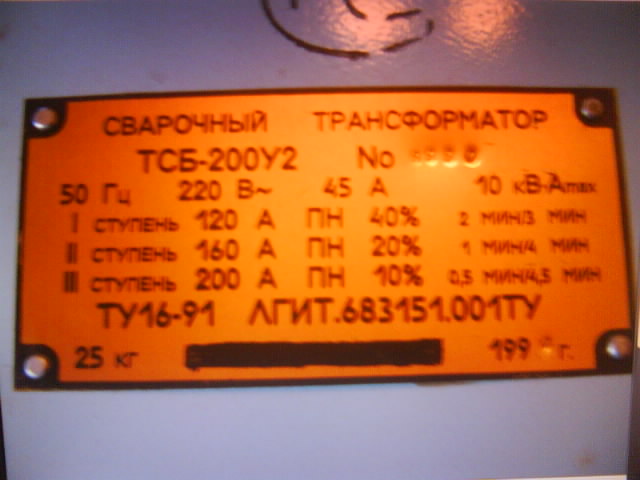 СВАРОЧНЫЙ ТРАНСФОРМАТОР
ТСБ-200У2 No
50 Гц 220 В~ 45 А 10 кВ·Аmax
I СТУПЕНЬ 120 А ПН 40% 2 МИН/3 МИН
II СТУПЕНЬ 160 А ПН 20% 1 МИН/4 МИН
III СТУПЕНЬ 200 А ПН 10% 0,5 МИН/4,5 МИН
ТУ16-91 ЛГИТ.683151.001ТУ
25 кг 199 г.